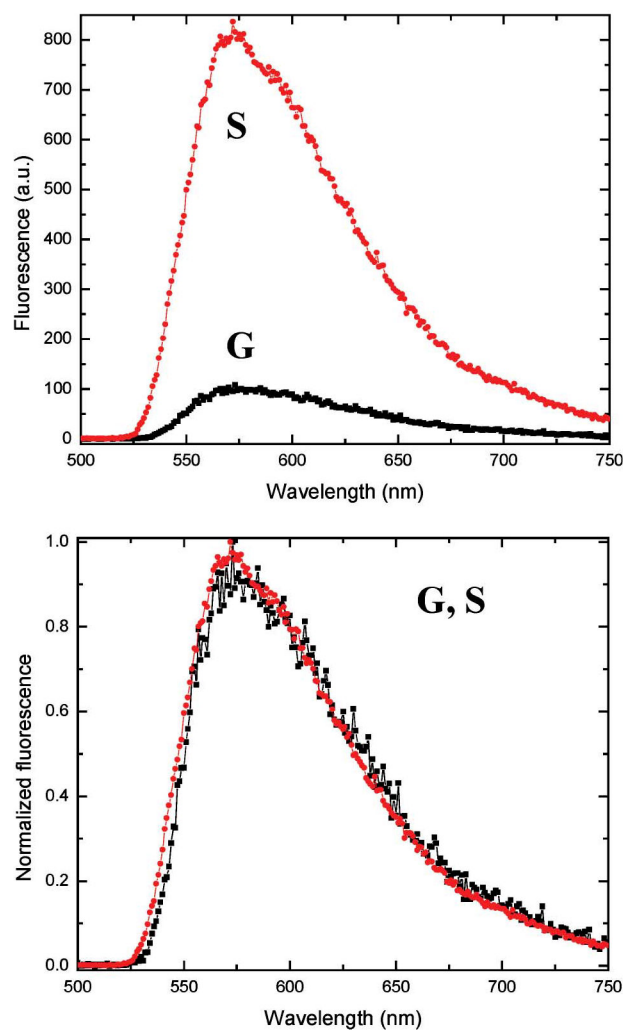 800
700
600
500
400
300
200
100
0
Fluorescence (a.u.)
S
G
500 550 600 650 700 750
Wavelength (nm)
1.0
0.8
0.6
0.4
0.2
0.0
Normalized fluorescence
G, S
500 550 600 650 700 750
Wavelength (nm)